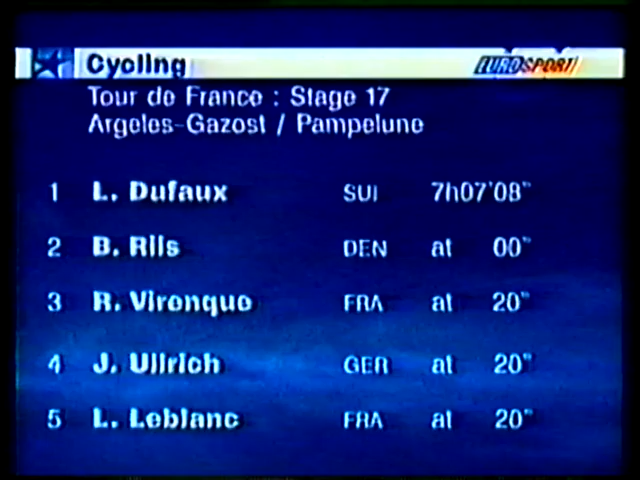 Cycling EUROSPORT
Tour de France : Stage 17
Argeles-Gazost / Pampelune
1 L. Dufaux SUI 7h07'08"
2 B. Riis DEN at 00"
3 R. Virenque FRA at 20"
4 J. Ullrich GER at 20"
5 L. Leblanc FRA at 20"